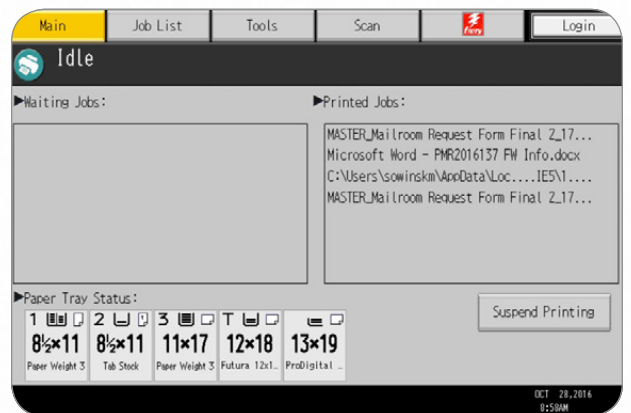 Main
Job List
Tools
Scan
fiery
Login
Idle
►Waiting Jobs:
►Printed Jobs:
MASTER_Mailroom Request Form Final 2_17...
Microsoft Word - PMR2016137 FW Info.docx
C:\Users\sowinskm\AppData\Loc....IE5\1....
MASTER_Mailroom Request Form Final 2_17...
►Paper Tray Status:
1 2 3 T
8½×11 8½×11 11×17 12×18 13×19
Paper Weight 3 Tab Stock Paper Weight 3 Futura 12x1.. ProDigital ..
Suspend Printing
OCT 28,2016
8:58AM